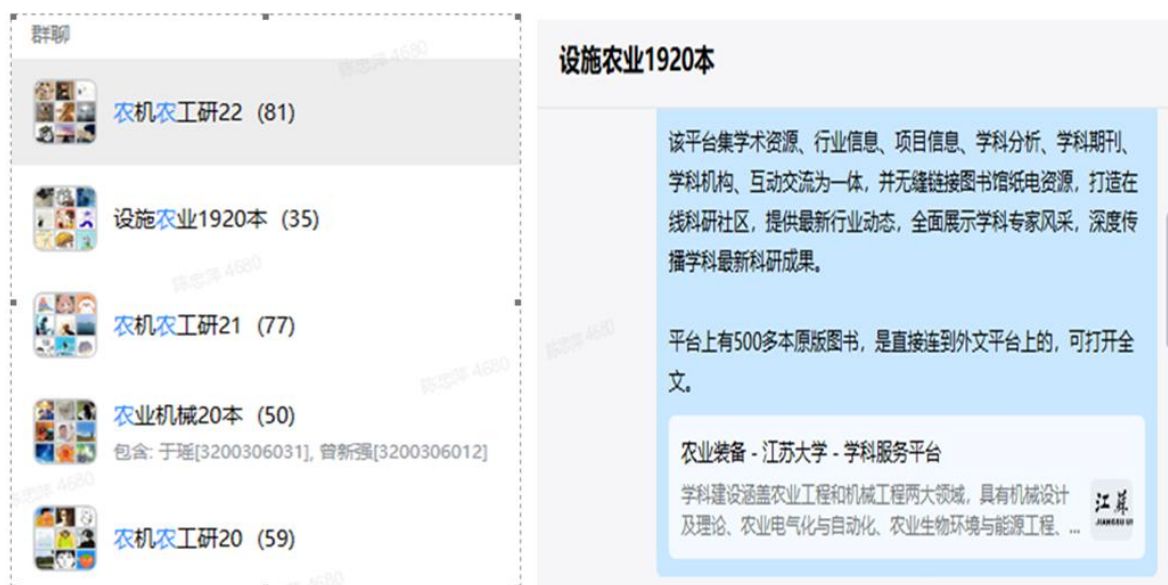 群聊
农机农工研22 (81)
设施农业1920本 (35)
农机农工研21 (77)
农业机械20本 (50)
包含: 于瑶[3200306031], 曾新强[3200306012]
农机农工研20 (59)
设施农业1920本
该平台集学术资源、行业信息、项目信息、学科分析、学科期刊、
学科机构、互动交流为一体，并无缝链接图书馆纸电资源，打造在
线科研社区，提供最新行业动态，全面展示学科专家风采，深度传
播学科最新科研成果。
平台上有500多本原版图书，是直接连到外文平台上的，可打开全
文。
农业装备 - 江苏大学 - 学科服务平台
学科建设涵盖农业工程和机械工程两大领域，具有机械设计
及理论、农业电气化与自动化、农业生物环境与能源工程、...
江苏